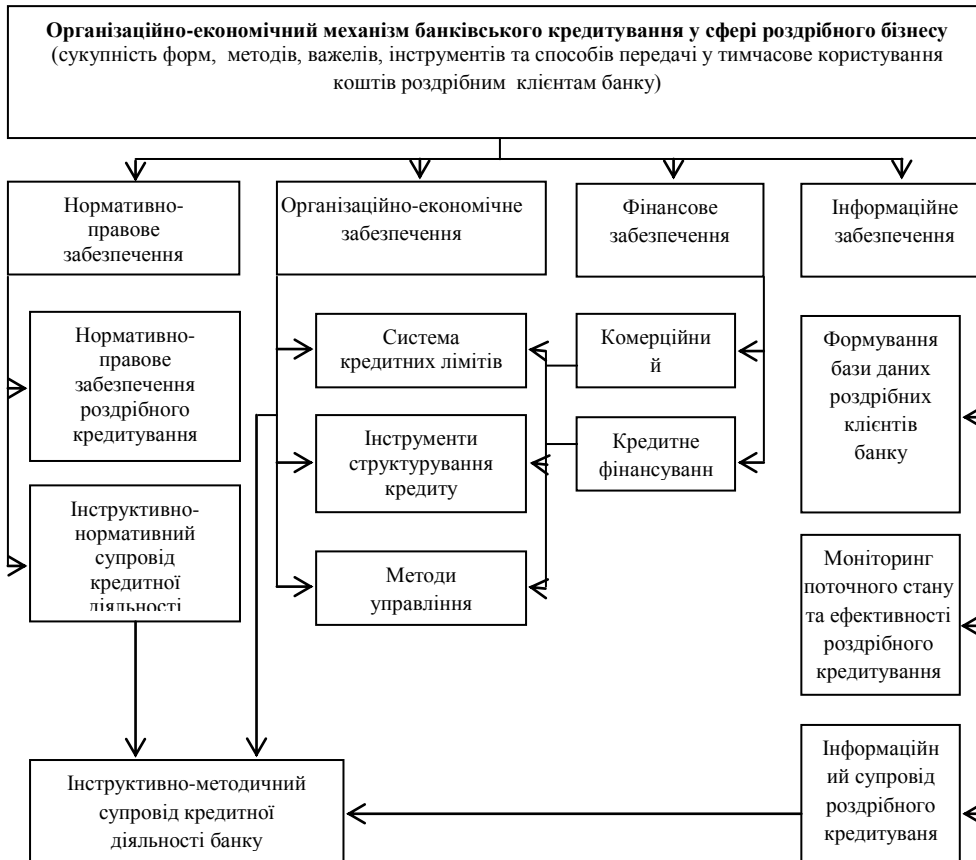 Організаційно-економічний механізм банківського кредитування у сфері роздрібного бізнесу
(сукупність форм, методів, важелів, інструментів та способів передачі у тимчасове користування
коштів роздрібним клієнтам банку)
Нормативно-
правове
забезпечення
Організаційно-економічне
забезпечення
Фінансове
забезпечення
Інформаційне
забезпечення
Нормативно-
правове
забезпечення
роздрібного
кредитування
Система
кредитних лімітів
Комерційни
й
Формування
бази даних
роздрібних
клієнтів
банку
Інструменти
структурування
кредиту
Кредитне
фінансуванн
Інструктивно-
нормативний
супровід
кредитної
діяльності
Методи
управління
Моніторинг
поточного стану
та ефективності
роздрібного
кредитування
Інструктивно-методичний
супровід кредитної
діяльності банку
Інформаційн
ий супровід
роздрібного
кредитуваня